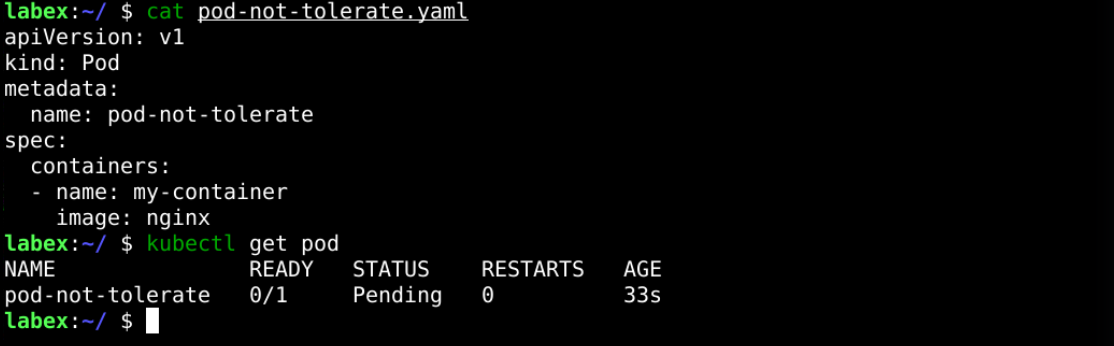 labex:~/ $ cat pod-not-tolerate.yaml
apiVersion: v1
kind: Pod
metadata:
  name: pod-not-tolerate
spec:
  containers:
  - name: my-container
    image: nginx
labex:~/ $ kubectl get pod
NAME               READY   STATUS    RESTARTS   AGE
pod-not-tolerate   0/1     Pending   0          33s
labex:~/ $